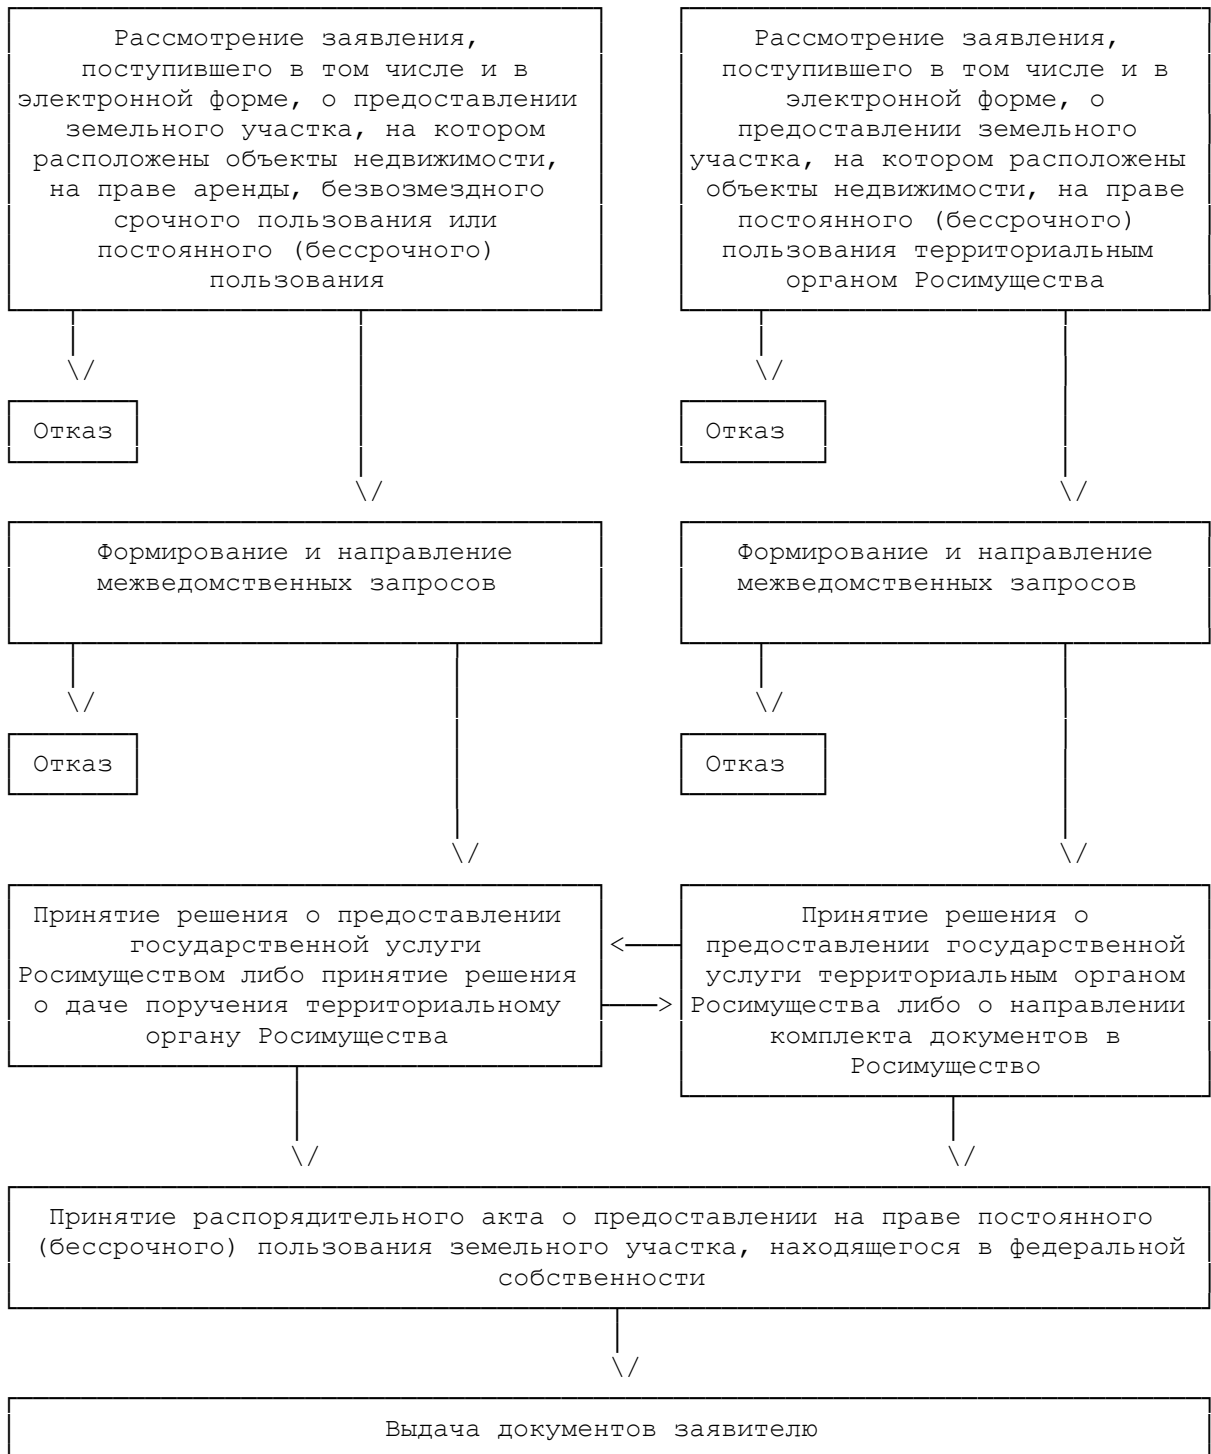 Рассмотрение заявления,
поступившего в том числе и в
электронной форме, о предоставлении
земельного участка, на котором
расположены объекты недвижимости,
на праве аренды, безвозмездного
срочного пользования или
постоянного (бессрочного)
пользования
Рассмотрение заявления,
поступившего в том числе и в
электронной форме, о
предоставлении земельного
участка, на котором расположены
объекты недвижимости, на праве
постоянного (бессрочного)
пользования территориальным
органом Росимущества
Отказ
Отказ
Формирование и направление
межведомственных запросов
Формирование и направление
межведомственных запросов
Отказ
Отказ
Принятие решения о предоставлении
государственной услуги
Росимуществом либо принятие решения
о даче поручения территориальному
органу Росимущества
Принятие решения о
предоставлении государственной
услуги территориальным органом
Росимущества либо о направлении
комплекта документов в
Росимущество
Принятие распорядительного акта о предоставлении на праве постоянного
(бессрочного) пользования земельного участка, находящегося в федеральной
собственности
Выдача документов заявителю